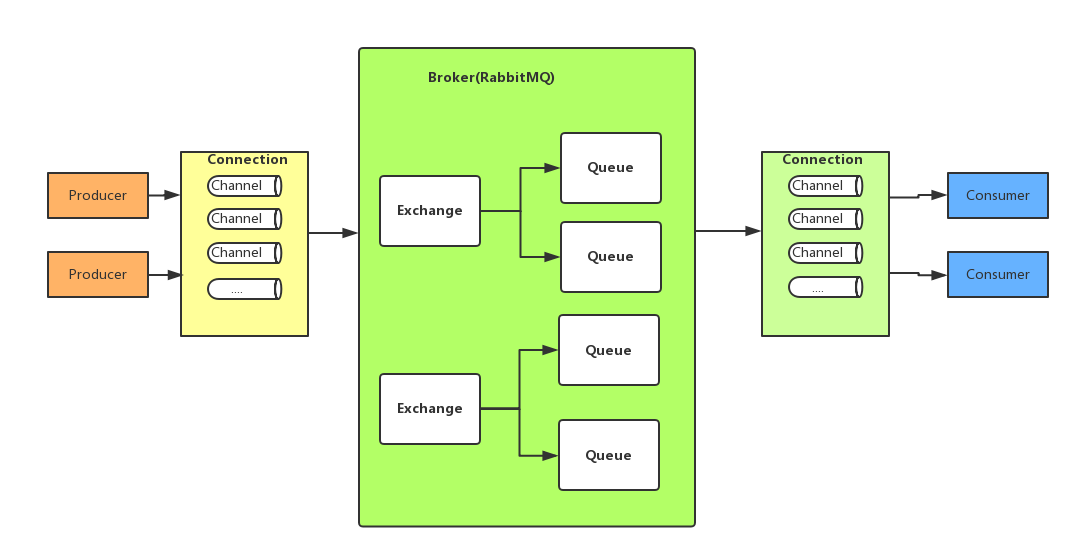 Broker(RabbitMQ)
Producer
Producer
Connection
Channel
Channel
Channel
....
Exchange
Queue
Queue
Exchange
Queue
Queue
Connection
Channel
Channel
Channel
....
Consumer
Consumer